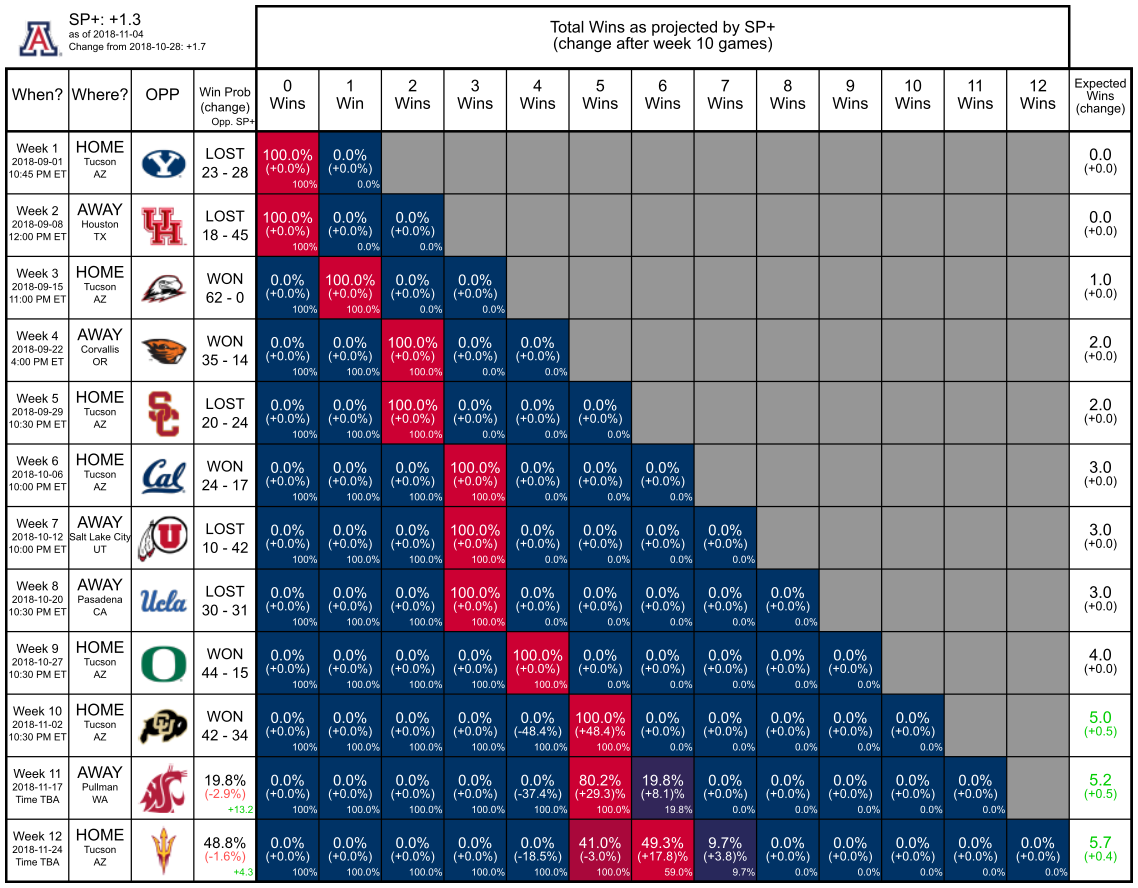 SP+: +1.3
as of 2018-11-04
Change from 2018-10-28: +1.7
Total Wins as projected by SP+
(change after week 10 games)
When? Where? OPP Win Prob (change) Opp. SP+ 0 Wins 1 Win 2 Wins 3 Wins 4 Wins 5 Wins 6 Wins 7 Wins 8 Wins 9 Wins 10 Wins 11 Wins 12 Wins Expected Wins (change)
Week 1 HOME LOST 100.0% 0.0% 0.0
2018-09-01 Tucson Y (+0.0%) (+0.0%) (+0.0)
10:45 PM ET AZ 23 - 28 100% 0.0%
Week 2 AWAY LOST 100.0% 0.0% 0.0% 0.0
2018-09-08 Houston UH (+0.0%) (+0.0%) (+0.0%) (+0.0)
12:00 PM ET TX 18 - 45 100% 0.0% 0.0%
Week 3 HOME WON 0.0% 100.0% 0.0% 0.0% 1.0
2018-09-15 Tucson (+0.0%) (+0.0%) (+0.0%) (+0.0%) (+0.0)
11:00 PM ET AZ 62 - 0 100% 100.0% 0.0% 0.0%
Week 4 AWAY WON 0.0% 0.0% 100.0% 0.0% 0.0% 2.0
2018-09-22 Corvallis (+0.0%) (+0.0%) (+0.0%) (+0.0%) (+0.0%) (+0.0)
4:00 PM ET OR 35 - 14 100% 100.0% 100.0% 0.0% 0.0%
Week 5 HOME LOST 0.0% 0.0% 100.0% 0.0% 0.0% 0.0% 2.0
2018-09-29 Tucson SC (+0.0%) (+0.0%) (+0.0%) (+0.0%) (+0.0%) (+0.0%) (+0.0)
10:30 PM ET AZ 20 - 24 100% 100.0% 100.0% 0.0% 0.0% 0.0%
Week 6 HOME WON 0.0% 0.0% 0.0% 100.0% 0.0% 0.0% 0.0% 3.0
2018-10-06 Tucson Cal (+0.0%) (+0.0%) (+0.0%) (+0.0%) (+0.0%) (+0.0%) (+0.0%) (+0.0)
10:00 PM ET AZ 24 - 17 100% 100.0% 100.0% 100.0% 0.0% 0.0% 0.0%
Week 7 AWAY LOST 0.0% 0.0% 0.0% 100.0% 0.0% 0.0% 0.0% 0.0% 3.0
2018-10-12 Salt Lake City U (+0.0%) (+0.0%) (+0.0%) (+0.0%) (+0.0%) (+0.0%) (+0.0%) (+0.0%) (+0.0)
10:00 PM ET UT 10 - 42 100% 100.0% 100.0% 100.0% 0.0% 0.0% 0.0% 0.0%
Week 8 AWAY LOST 0.0% 0.0% 0.0% 100.0% 0.0% 0.0% 0.0% 0.0% 0.0% 3.0
2018-10-20 Pasadena Ucla (+0.0%) (+0.0%) (+0.0%) (+0.0%) (+0.0%) (+0.0%) (+0.0%) (+0.0%) (+0.0%) (+0.0)
10:30 PM ET CA 30 - 31 100% 100.0% 100.0% 100.0% 0.0% 0.0% 0.0% 0.0% 0.0%
Week 9 HOME WON 0.0% 0.0% 0.0% 0.0% 100.0% 0.0% 0.0% 0.0% 0.0% 0.0% 4.0
2018-10-27 Tucson O (+0.0%) (+0.0%) (+0.0%) (+0.0%) (+0.0%) (+0.0%) (+0.0%) (+0.0%) (+0.0%) (+0.0%) (+0.0)
10:30 PM ET AZ 44 - 15 100% 100.0% 100.0% 100.0% 100.0% 0.0% 0.0% 0.0% 0.0% 0.0%
Week 10 HOME WON 0.0% 0.0% 0.0% 0.0% 0.0% 100.0% 0.0% 0.0% 0.0% 0.0% 0.0% 5.0
2018-11-02 Tucson CU (+0.0%) (+0.0%) (+0.0%) (+0.0%) (-48.4%) (+48.4)% (+0.0%) (+0.0%) (+0.0%) (+0.0%) (+0.0%) (+0.5)
10:30 PM ET AZ 42 - 34 100% 100.0% 100.0% 100.0% 100.0% 100.0% 0.0% 0.0% 0.0% 0.0% 0.0%
Week 11 AWAY 19.8% 0.0% 0.0% 0.0% 0.0% 0.0% 80.2% 19.8% 0.0% 0.0% 0.0% 0.0% 0.0% 5.2
2018-11-17 Pullman (-2.9%) (+0.0%) (+0.0%) (+0.0%) (+0.0%) (-37.4%) (+29.3)% (+8.1)% (+0.0%) (+0.0%) (+0.0%) (+0.0%) (+0.0%) (+0.5)
Time TBA WA +13.2 100% 100.0% 100.0% 100.0% 100.0% 100.0% 19.8% 0.0% 0.0% 0.0% 0.0% 0.0%
Week 12 HOME 48.8% 0.0% 0.0% 0.0% 0.0% 0.0% 41.0% 49.3% 9.7% 0.0% 0.0% 0.0% 0.0% 0.0% 5.7
2018-11-24 Tucson (-1.6%) (+0.0%) (+0.0%) (+0.0%) (+0.0%) (-18.5%) (-3.0%) (+17.8)% (+3.8)% (+0.0%) (+0.0%) (+0.0%) (+0.0%) (+0.0%) (+0.4)
Time TBA AZ +4.3 100% 100.0% 100.0% 100.0% 100.0% 100.0% 59.0% 9.7% 0.0% 0.0% 0.0% 0.0% 0.0%